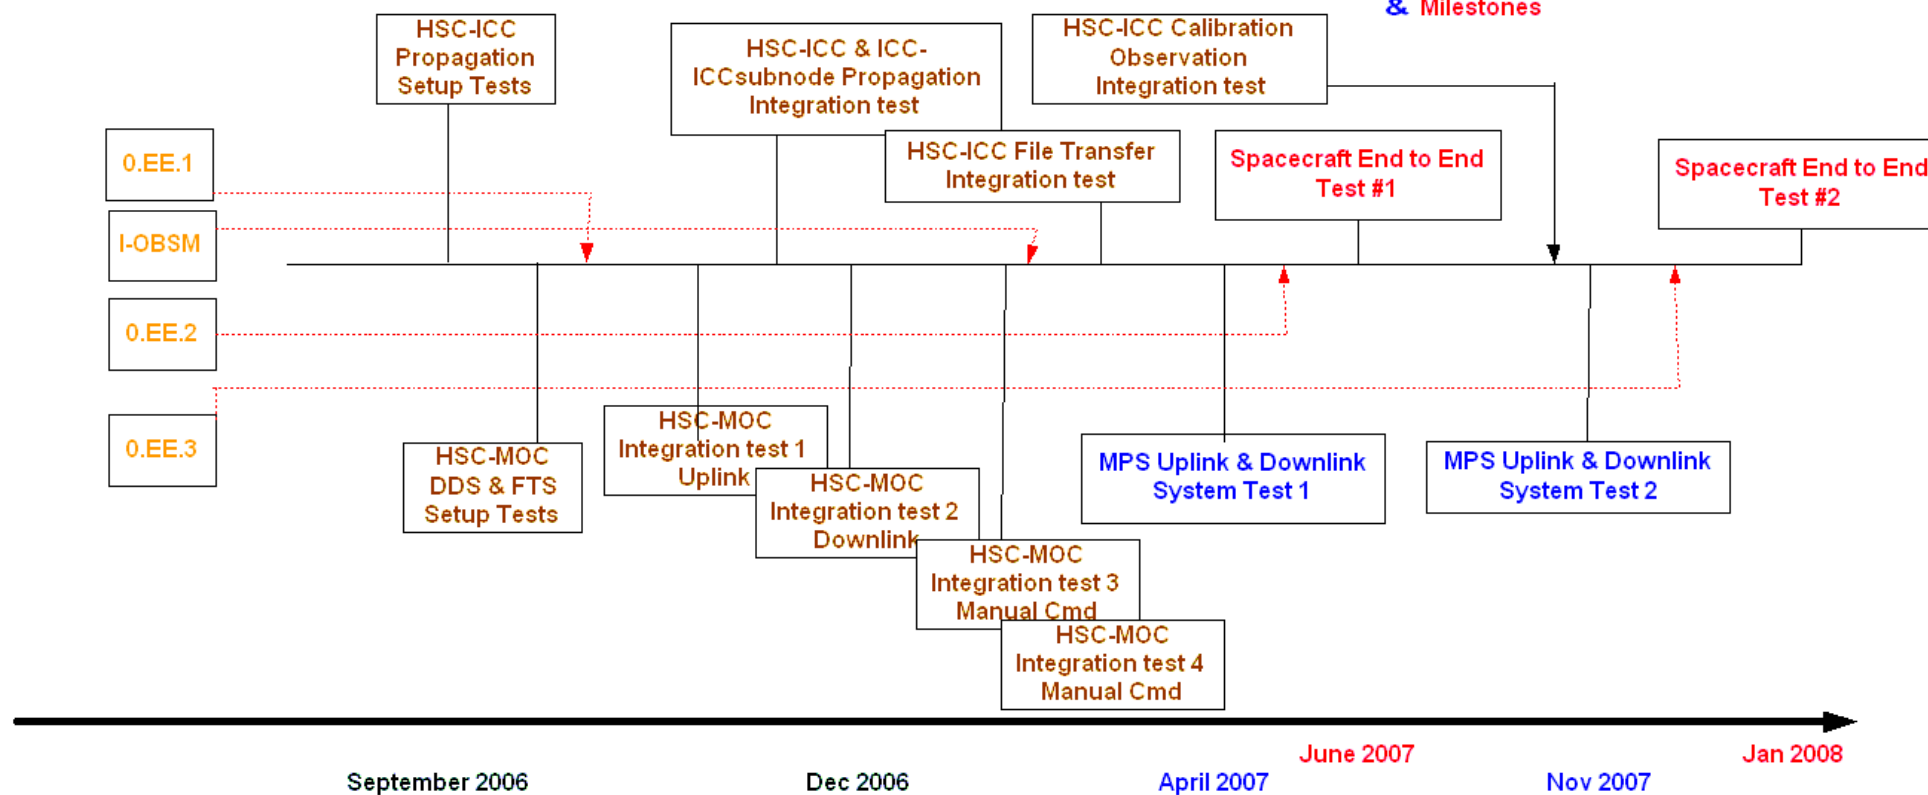 & Milestones
HSC-ICC
Propagation
Setup Tests
HSC-ICC & ICC-
ICCsubnode Propagation
Integration test
HSC-ICC Calibration
Observation
Integration test
HSC-ICC File Transfer
Integration test
Spacecraft End to End
Test #1
Spacecraft End to End
Test #2
0.EE.1
I-OBSM
0.EE.2
0.EE.3
HSC-MOC
DDS & FTS
Setup Tests
HSC-MOC
Integration test 1
Uplink
HSC-MOC
Integration test 2
Downlink
HSC-MOC
Integration test 3
Manual Cmd
HSC-MOC
Integration test 4
Manual Cmd
MPS Uplink & Downlink
System Test 1
MPS Uplink & Downlink
System Test 2
June 2007
Jan 2008
September 2006
Dec 2006
April 2007
Nov 2007